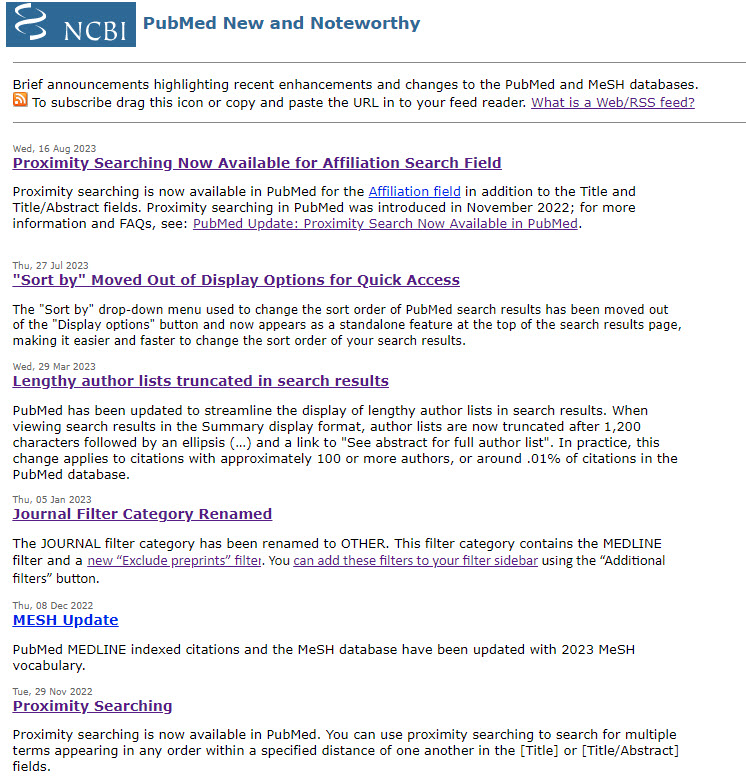 NCBI PubMed New and Noteworthy
Brief announcements highlighting recent enhancements and changes to the PubMed and MeSH databases.
To subscribe drag this icon or copy and paste the URL in to your feed reader. What is a Web/RSS feed?
Wed, 16 Aug 2023
Proximity Searching Now Available for Affiliation Search Field
Proximity searching is now available in PubMed for the Affiliation field in addition to the Title and
Title/Abstract fields. Proximity searching in PubMed was introduced in November 2022; for more
information and FAQs, see: PubMed Update: Proximity Search Now Available in PubMed.
Thu, 27 Jul 2023
"Sort by" Moved Out of Display Options for Quick Access
The "Sort by" drop-down menu used to change the sort order of PubMed search results has been moved out
of the "Display options" button and now appears as a standalone feature at the top of the search results page,
making it easier and faster to change the sort order of your search results.
Wed, 29 Mar 2023
Lengthy author lists truncated in search results
PubMed has been updated to streamline the display of lengthy author lists in search results. When
viewing search results in the Summary display format, author lists are now truncated after 1,200
characters followed by an ellipsis (…) and a link to "See abstract for full author list". In practice, this
change applies to citations with approximately 100 or more authors, or around .01% of citations in the
PubMed database.
Thu, 05 Jan 2023
Journal Filter Category Renamed
The JOURNAL filter category has been renamed to OTHER. This filter category contains the MEDLINE
filter and a new “Exclude preprints” filter. You can add these filters to your filter sidebar using the “Additional
filters” button.
Thu, 08 Dec 2022
MESH Update
PubMed MEDLINE indexed citations and the MeSH database have been updated with 2023 MeSH
vocabulary.
Tue, 29 Nov 2022
Proximity Searching
Proximity searching is now available in PubMed. You can use proximity searching to search for multiple
terms appearing in any order within a specified distance of one another in the [Title] or [Title/Abstract]
fields.